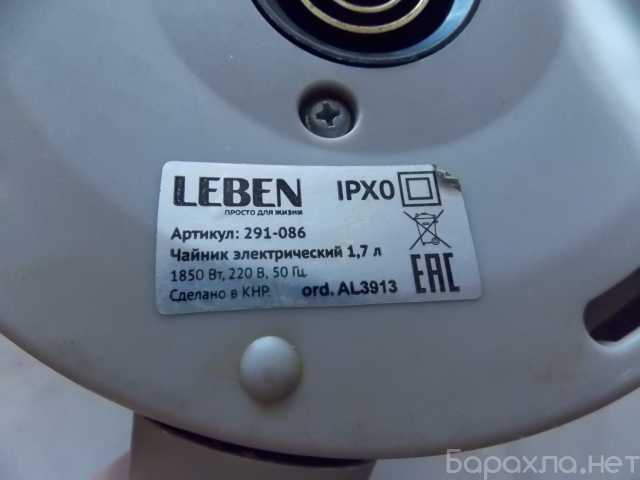 LEBEN
ПРОСТО ДЛЯ ЖИЗНИ
IPX0
Артикул: 291-086
Чайник электрический 1,7 л
1850 Вт, 220 В, 50 Гц.
Сделано в КНР.
ord. AL3913
EAC
Барахла.нет